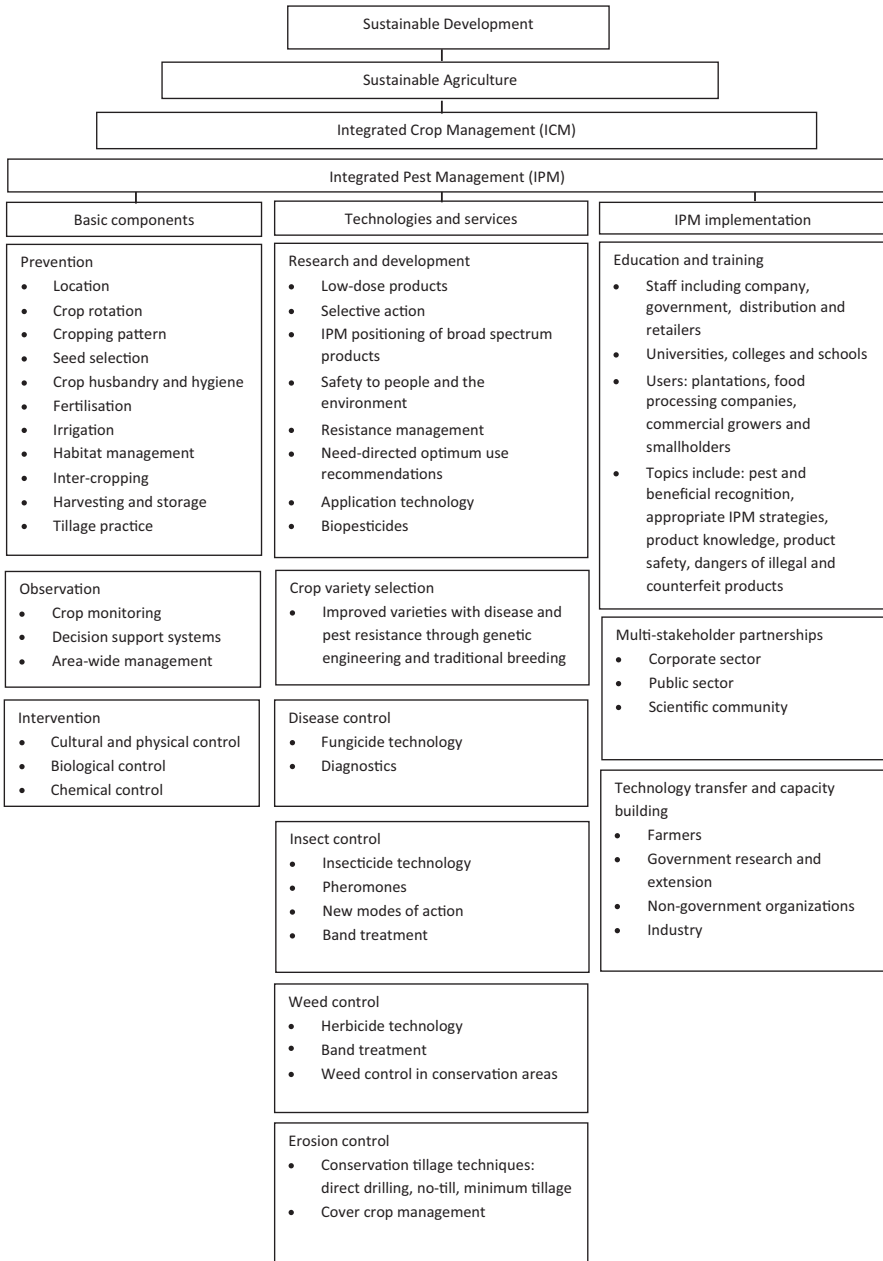 Sustainable Development
Sustainable Agriculture
Integrated Crop Management (ICM)
Integrated Pest Management (IPM)
Basic components
Prevention
• Location
• Crop rotation
• Cropping pattern
• Seed selection
• Crop husbandry and hygiene
• Fertilisation
• Irrigation
• Habitat management
• Inter-cropping
• Harvesting and storage
• Tillage practice
Observation
• Crop monitoring
• Decision support systems
• Area-wide management
Intervention
• Cultural and physical control
• Biological control
• Chemical control
Technologies and services
Research and development
• Low-dose products
• Selective action
• IPM positioning of broad spectrum
products
• Safety to people and the
environment
• Resistance management
• Need-directed optimum use
recommendations
• Application technology
• Biopesticides
Crop variety selection
• Improved varieties with disease and
pest resistance through genetic
engineering and traditional breeding
Disease control
• Fungicide technology
• Diagnostics
Insect control
• Insecticide technology
• Pheromones
• New modes of action
• Band treatment
Weed control
• Herbicide technology
• Band treatment
• Weed control in conservation areas
Erosion control
• Conservation tillage techniques:
direct drilling, no-till, minimum tillage
• Cover crop management
IPM implementation
Education and training
• Staff including company,
government, distribution and
retailers
• Universities, colleges and schools
• Users: plantations, food
processing companies,
commercial growers and
smallholders
• Topics include: pest and
beneficial recognition,
appropriate IPM strategies,
product knowledge, product
safety, dangers of illegal and
counterfeit products
Multi-stakeholder partnerships
• Corporate sector
• Public sector
• Scientific community
Technology transfer and capacity
building
• Farmers
• Government research and
extension
• Non-government organizations
• Industry